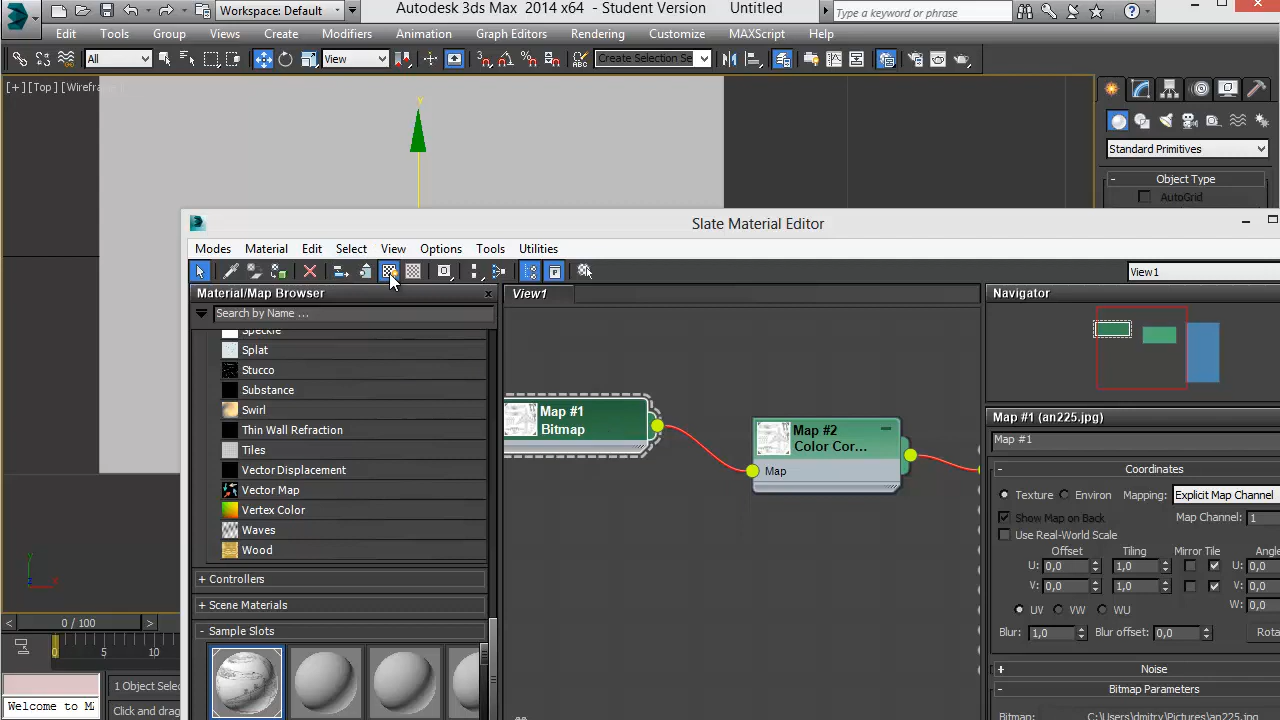 Workspace: Default
Autodesk 3ds Max 2014 x64 - Student Version Untitled
Type a keyword or phrase
Edit Tools Group Views Create Modifiers Animation Graph Editors Rendering Customize MAXScript Help
All View Create Selection Se
[+] [Top] [Wirefram
y
Standard Primitives
- Object Type
AutoGrid
Slate Material Editor
Modes Material Edit Select View Options Tools Utilities
View1
Material/Map Browser x
View1
Navigator
Search by Name ...
Speckle
Splat
Stucco
Substance
Swirl
Thin Wall Refraction
Tiles
Vector Displacement
Vector Map
Vertex Color
Waves
Wood
+ Controllers
+ Scene Materials
- Sample Slots
Map #1
Bitmap
Map #2
Color Cor...
Map
Map #1 (an225.jpg)
Map #1
- Coordinates
Texture Environ Mapping: Explicit Map Channel
Show Map on Back Map Channel: 1
Use Real-World Scale
Offset Tiling Mirror Tile Angle
U: 0,0 1,0 U: 0,0
V: 0,0 1,0 V: 0,0
UV VW WU W: 0,0
Blur: 1,0 Blur offset: 0,0 Rota
+ Noise
- Bitmap Parameters
Bitmap: C:\Users\dmitry\Pictures\an225.jpg
y
z x
< 0 / 100 >
0 5 10
1 Object Selec
Welcome to M
Click and drag